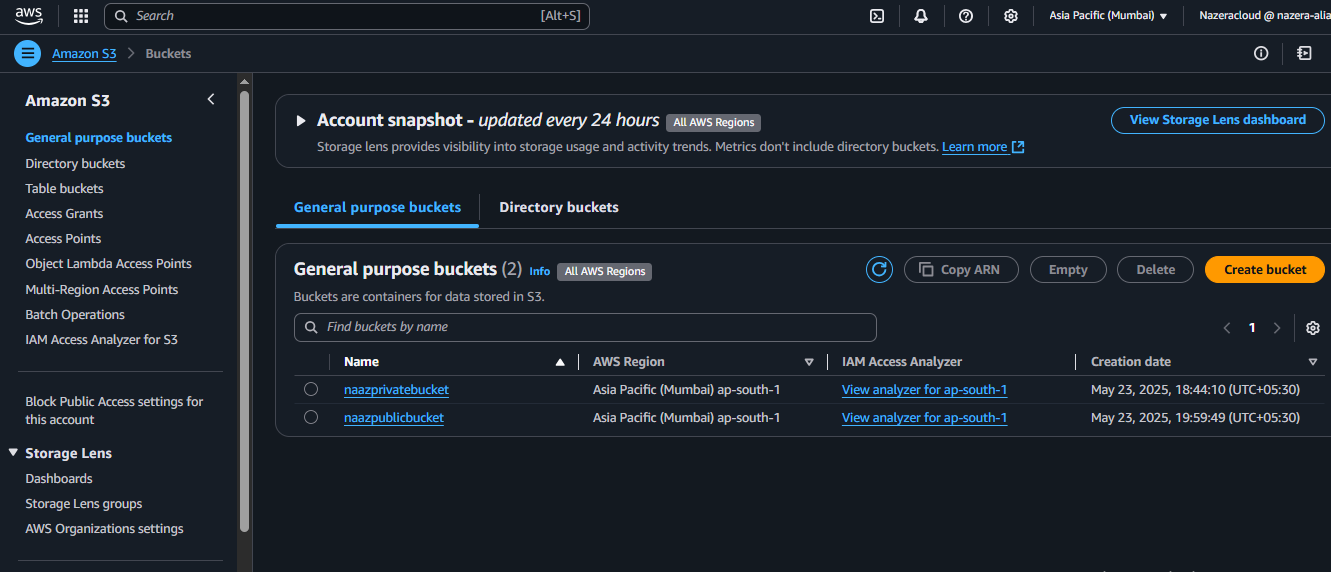 aws Search [Alt+S] Asia Pacific (Mumbai) Nazeracloud @ nazera-alia
Amazon S3 Buckets
Amazon S3
General purpose buckets
Directory buckets
Table buckets
Access Grants
Access Points
Object Lambda Access Points
Multi-Region Access Points
Batch Operations
IAM Access Analyzer for S3
Block Public Access settings for
this account
Storage Lens
Dashboards
Storage Lens groups
AWS Organizations settings
Account snapshot - updated every 24 hours All AWS Regions View Storage Lens dashboard
Storage lens provides visibility into storage usage and activity trends. Metrics don't include directory buckets. Learn more
General purpose buckets Directory buckets
General purpose buckets (2) Info All AWS Regions Copy ARN Empty Delete Create bucket
Buckets are containers for data stored in S3.
Find buckets by name 1
Name AWS Region IAM Access Analyzer Creation date
naazprivatebucket Asia Pacific (Mumbai) ap-south-1 View analyzer for ap-south-1 May 23, 2025, 18:44:10 (UTC+05:30)
naazpublicbucket Asia Pacific (Mumbai) ap-south-1 View analyzer for ap-south-1 May 23, 2025, 19:59:49 (UTC+05:30)